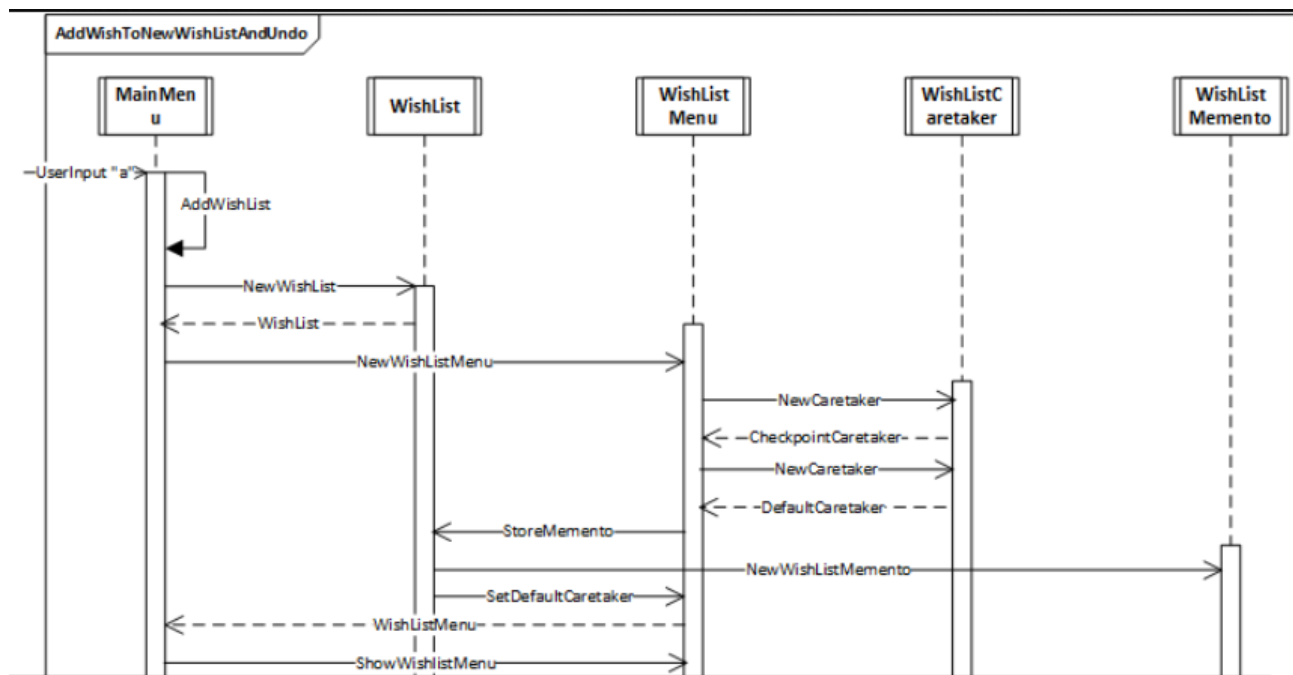 AddWishToNewWishListAndUndo
MainMen
u
WishList
WishList
Menu
WishListC
aretaker
WishList
Memento
UserInput "a"
AddWishList
NewWishList
WishList
NewWishListMenu
NewCaretaker
CheckpointCaretaker
NewCaretaker
DefaultCaretaker
StoreMemento
NewWishListMemento
SetDefaultCaretaker
WishListMenu
ShowWishlistMenu